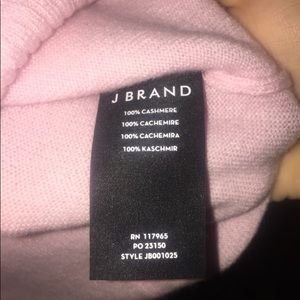 J BRAND
100% CASHMERE
100% CACHEMIRE
100% CACHEMIRA
100% KASCHMIR
RN 117965
PO 23150
STYLE JB001025